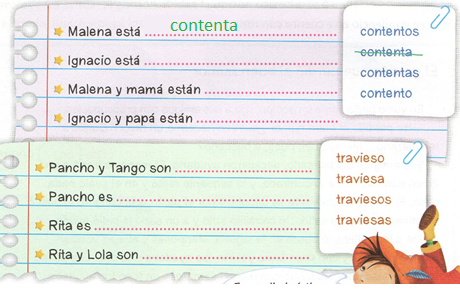 Malena está contenta
Ignacio está
Malena y mamá están
Ignacio y papá están
contentos
contenta
contentas
contento
Pancho y Tango son
Pancho es
Rita es
Rita y Lola son
travieso
traviesa
traviesos
traviesas